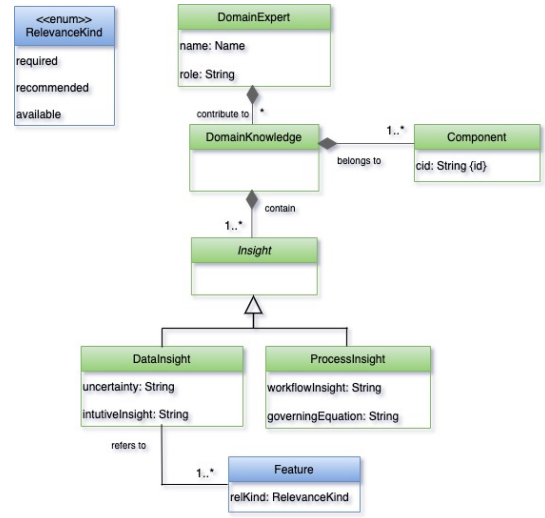 <<enum>>
RelevanceKind
required
recommended
available
DomainExpert
name: Name
role: String
contribute to
*
DomainKnowledge
1..*
belongs to
Component
cid: String {id}
contain
1..*
Insight
DataInsight
uncertainty: String
intutiveInsight: String
ProcessInsight
workflowInsight: String
governingEquation: String
refers to
1..*
Feature
relKind: RelevanceKind